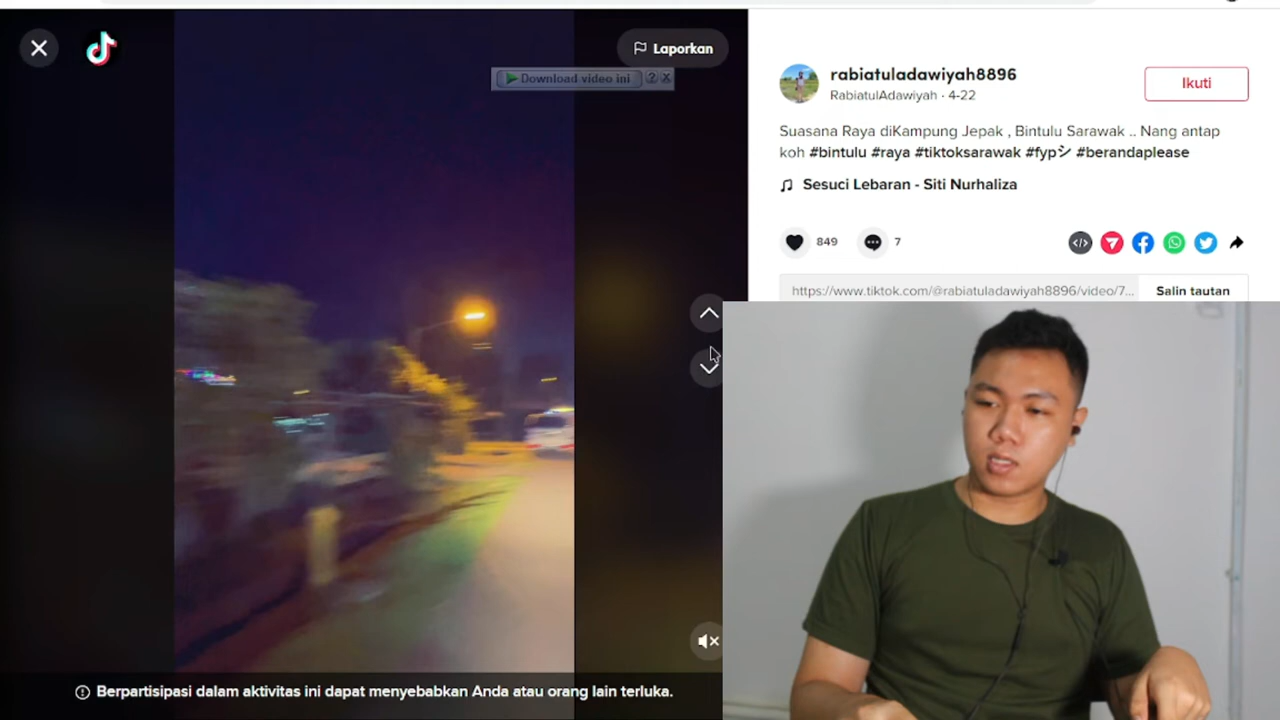 Laporkan
Download video ini ? X
Berpartisipasi dalam aktivitas ini dapat menyebabkan Anda atau orang lain terluka.
rabiatuladawiyah8896
RabiatulAdawiyah · 4-22
Ikuti
Suasana Raya diKampung Jepak , Bintulu Sarawak .. Nang antap
koh #bintulu #raya #tiktoksarawak #fypシ #berandaplease
Sesuci Lebaran - Siti Nurhaliza
849
7
https://www.tiktok.com/@rabiatuladawiyah8896/video/7...
Salin tautan